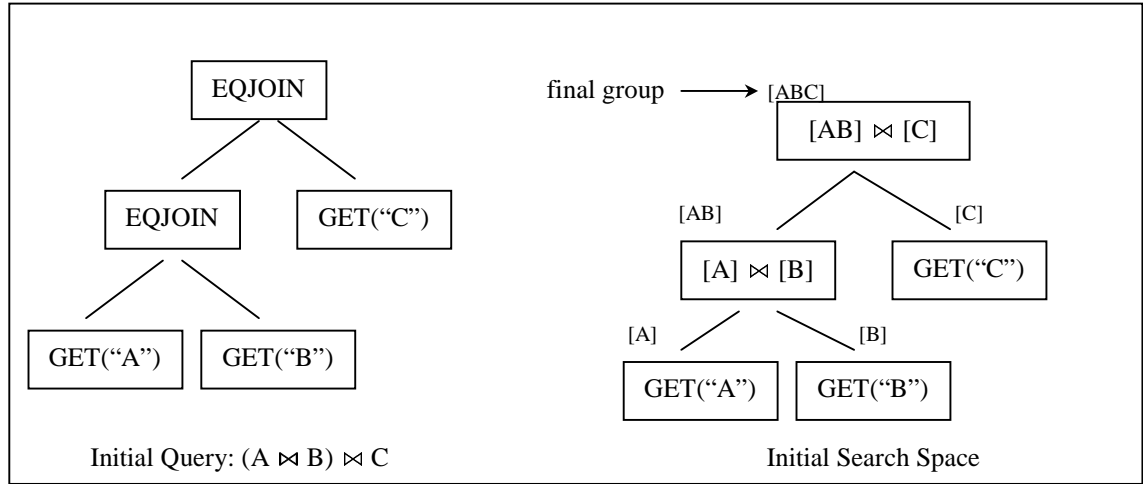 EQJOIN
EQJOIN
GET(“C”)
GET(“A”)
GET(“B”)
Initial Query: (A ⋈ B) ⋈ C
final group
[ABC]
[AB] ⋈ [C]
[AB]
[C]
[A] ⋈ [B]
GET(“C”)
[A]
[B]
GET(“A”)
GET(“B”)
Initial Search Space